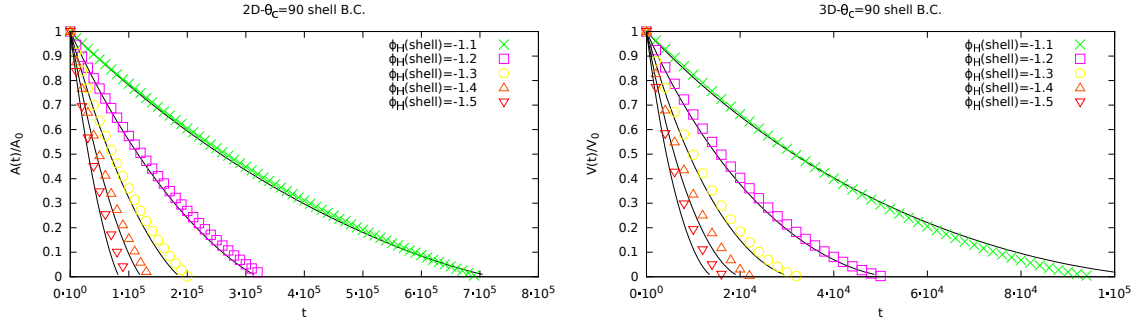 2D-θc=90 shell B.C.
1
0.9
0.8
0.7
0.6
0.5
0.4
0.3
0.2
0.1
0
A(t)/A0
ϕH(shell)=-1.1
ϕH(shell)=-1.2
ϕH(shell)=-1.3
ϕH(shell)=-1.4
ϕH(shell)=-1.5
0·10^0 1·10^5 2·10^5 3·10^5 4·10^5 5·10^5 6·10^5 7·10^5 8·10^5
t
3D-θc=90 shell B.C.
1
0.9
0.8
0.7
0.6
0.5
0.4
0.3
0.2
0.1
0
V(t)/V0
ϕH(shell)=-1.1
ϕH(shell)=-1.2
ϕH(shell)=-1.3
ϕH(shell)=-1.4
ϕH(shell)=-1.5
0·10^0 2·10^4 4·10^4 6·10^4 8·10^4 1·10^5
t